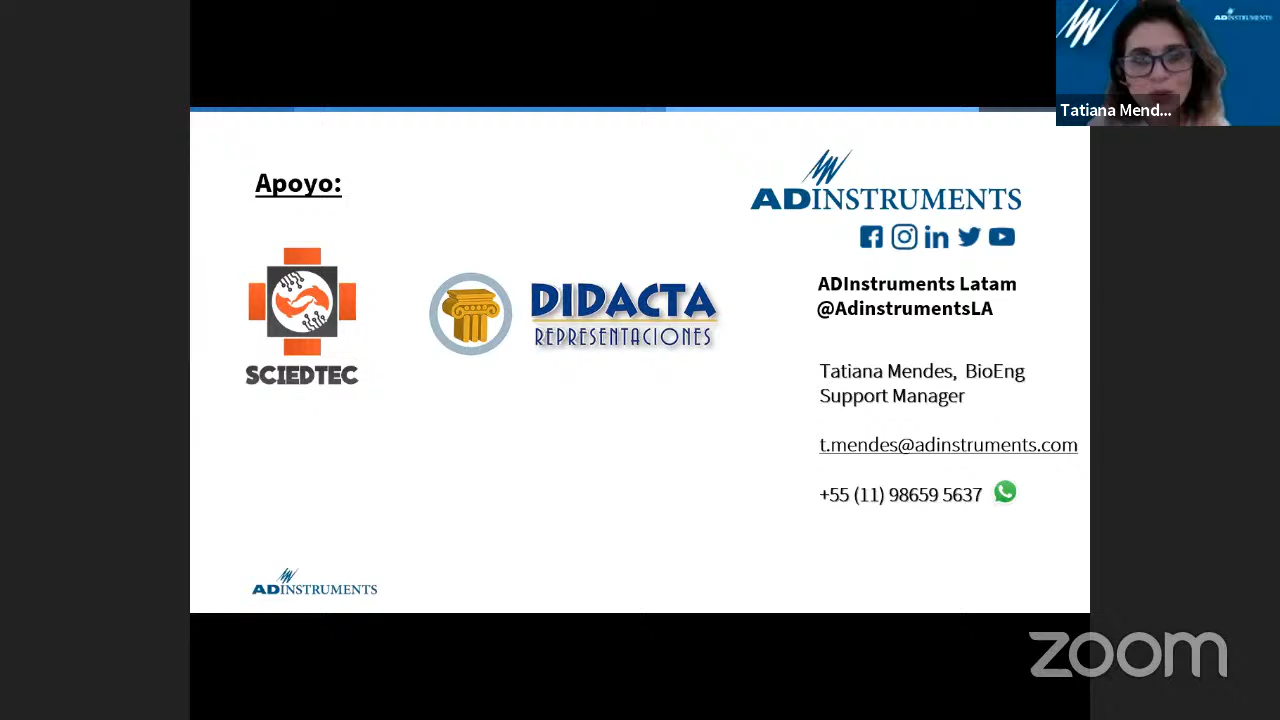 ADINSTRUMENTS
Tatiana Mend...
Apoyo:
ADINSTRUMENTS
SCIEDTEC
DIDACTA
REPRESENTACIONES
ADInstruments Latam
@AdinstrumentsLA
Tatiana Mendes, BioEng
Support Manager
t.mendes@adinstruments.com
+55 (11) 98659 5637
ADINSTRUMENTS
zoom